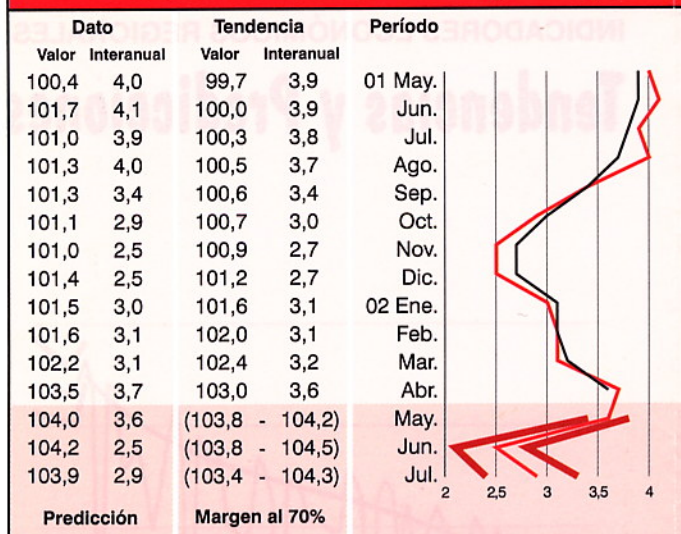 Dato Tendencia Período
Valor Interanual Valor Interanual
100,4 4,0 99,7 3,9 01 May.
101,7 4,1 100,0 3,9 Jun.
101,0 3,9 100,3 3,8 Jul.
101,3 4,0 100,5 3,7 Ago.
101,3 3,4 100,6 3,4 Sep.
101,1 2,9 100,7 3,0 Oct.
101,0 2,5 100,9 2,7 Nov.
101,4 2,5 101,2 2,7 Dic.
101,5 3,0 101,6 3,1 02 Ene.
101,6 3,1 102,0 3,1 Feb.
102,2 3,1 102,4 3,2 Mar.
103,5 3,7 103,0 3,6 Abr.
104,0 3,6 (103,8 - 104,2) May.
104,2 2,5 (103,8 - 104,5) Jun.
103,9 2,9 (103,4 - 104,3) Jul.
2 2,5 3 3,5 4
Predicción Margen al 70%
INDICADORES ECONÓMICOS REGIONALES
Tendencias y Predicciones